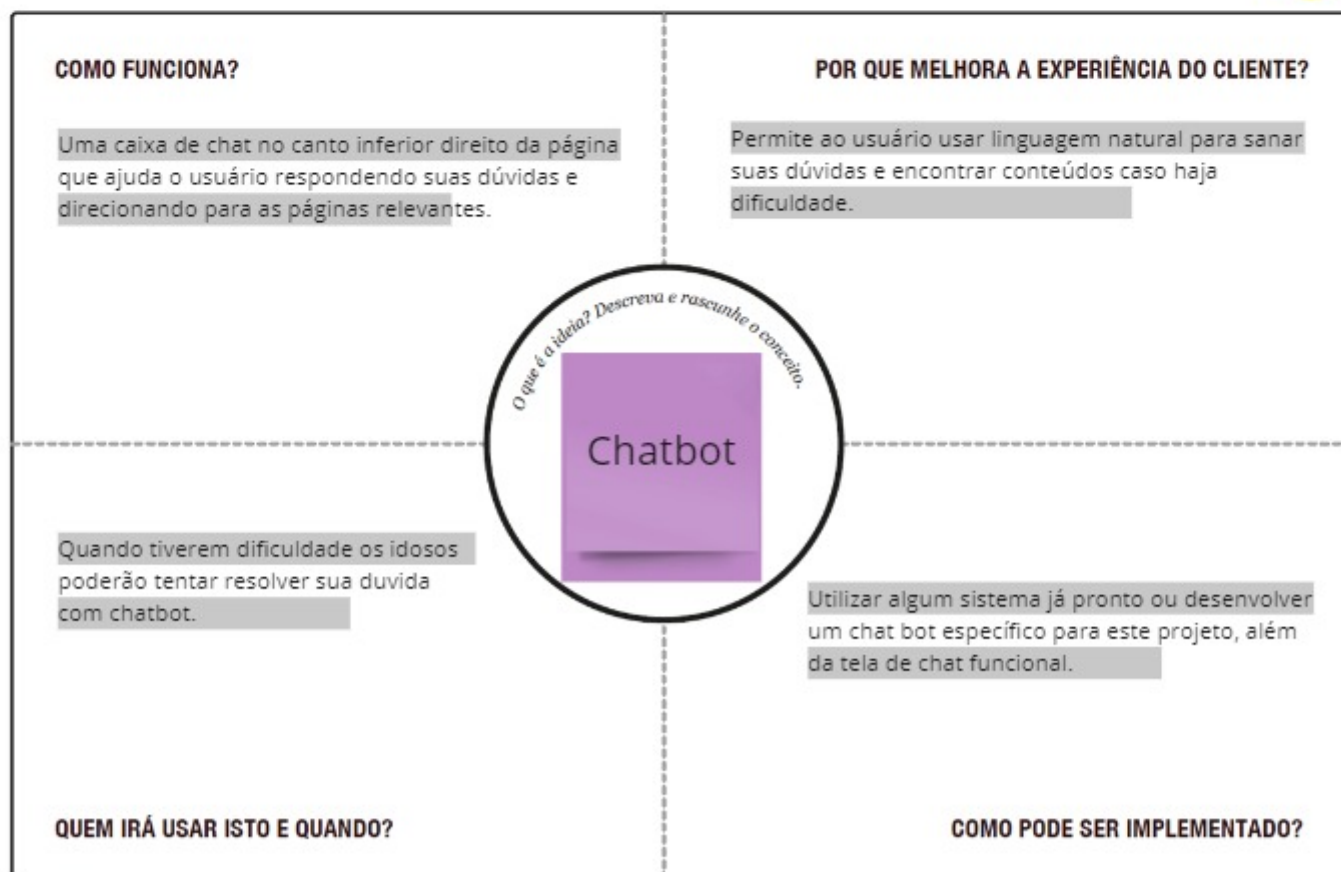 COMO FUNCIONA?
Uma caixa de chat no canto inferior direito da página
que ajuda o usuário respondendo suas dúvidas e
direcionando para as páginas relevantes.
POR QUE MELHORA A EXPERIÊNCIA DO CLIENTE?
Permite ao usuário usar linguagem natural para sanar
suas dúvidas e encontrar conteúdos caso haja
dificuldade.
O que é a ideia? Descreva e rascunhe o conceito.
Chatbot
Quando tiverem dificuldade os idosos
poderão tentar resolver sua duvida
com chatbot.
QUEM IRÁ USAR ISTO E QUANDO?
Utilizar algum sistema já pronto ou desenvolver
um chat bot específico para este projeto, além
da tela de chat funcional.
COMO PODE SER IMPLEMENTADO?